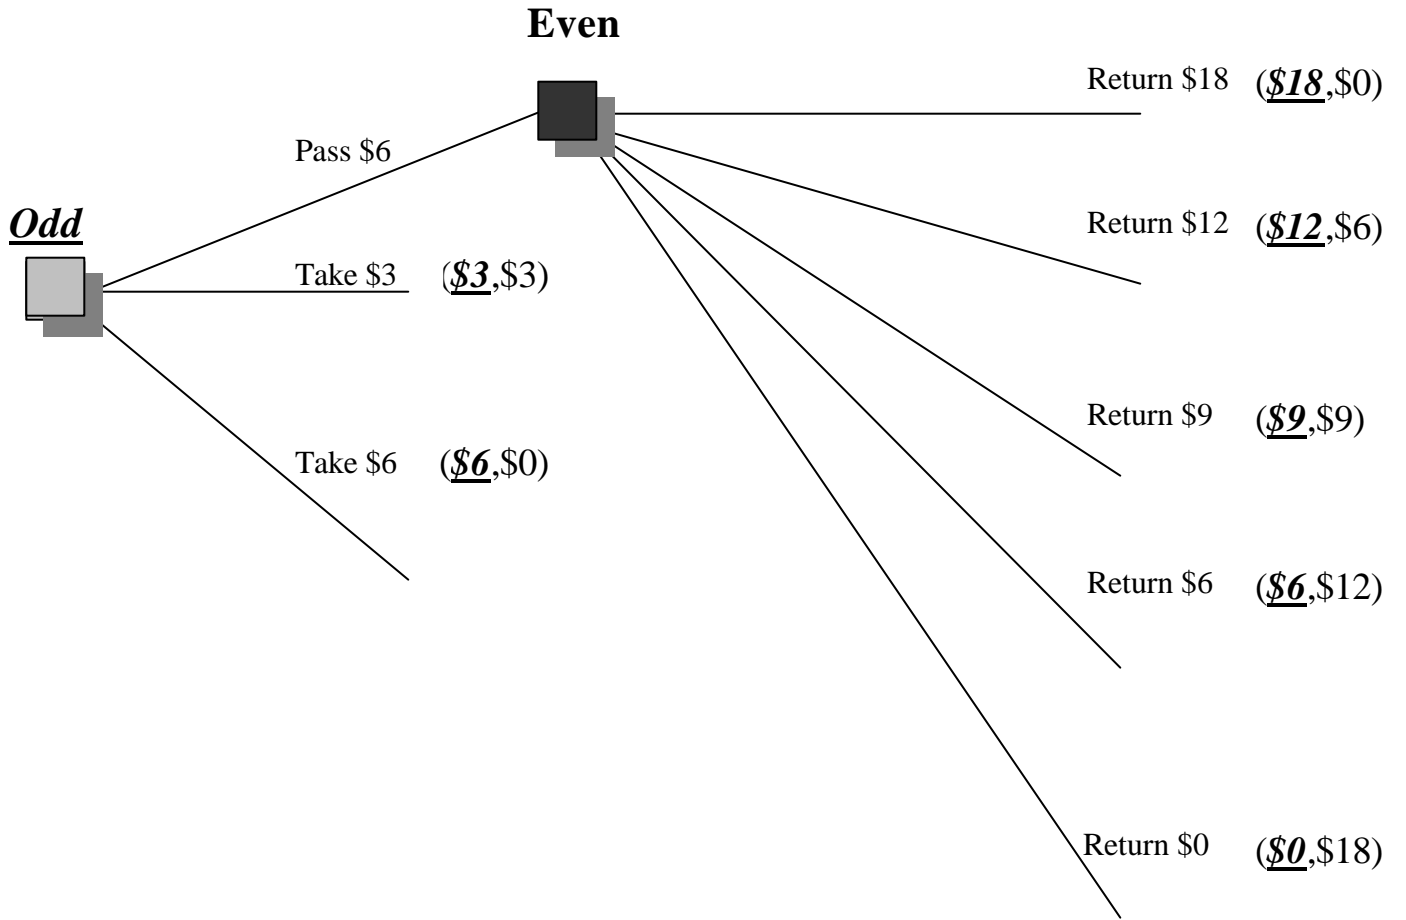 Even
Return $18 ($18,$0)
Pass $6
Return $12 ($12,$6)
Odd
Take $3 ($3,$3)
Return $9 ($9,$9)
Take $6 ($6,$0)
Return $6 ($6,$12)
Return $0 ($0,$18)